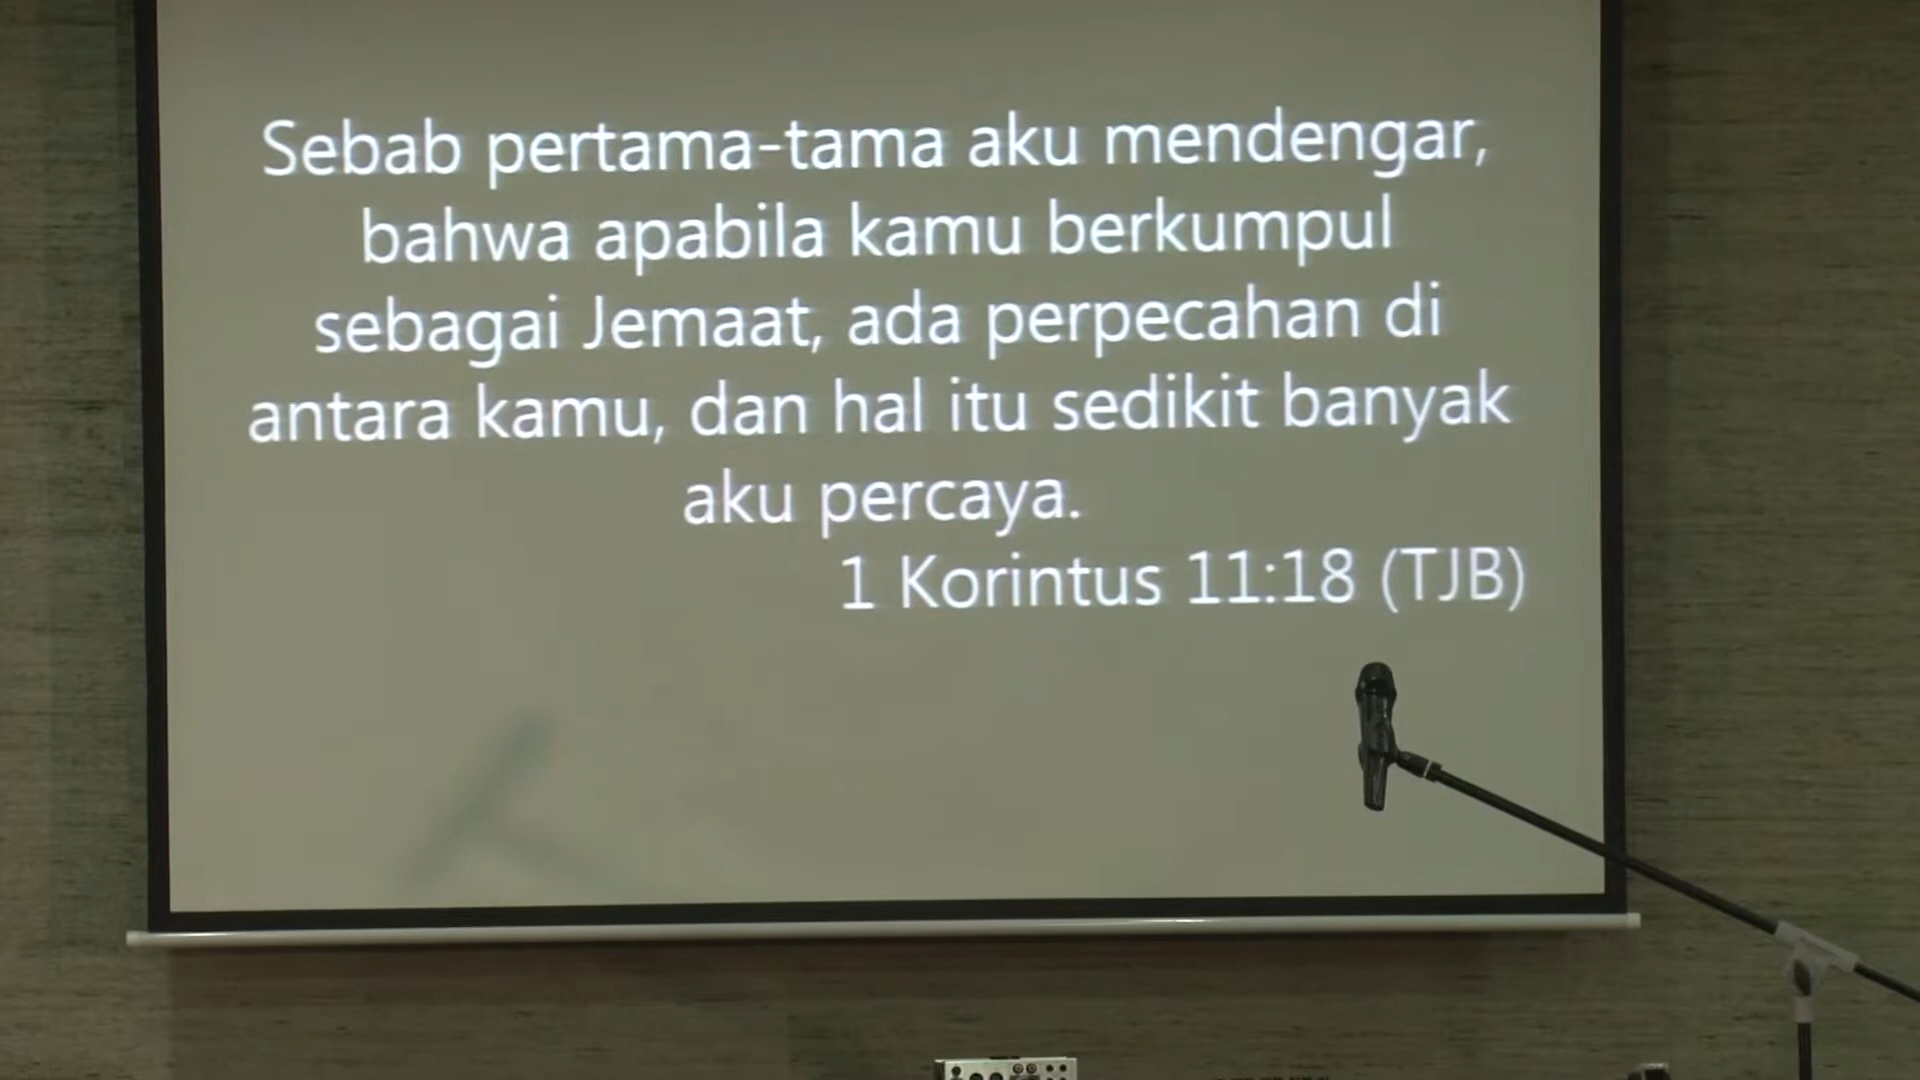 Sebab pertama-tama aku mendengar,
bahwa apabila kamu berkumpul
sebagai Jemaat, ada perpecahan di
antara kamu, dan hal itu sedikit banyak
aku percaya.
1 Korintus 11:18 (TJB)